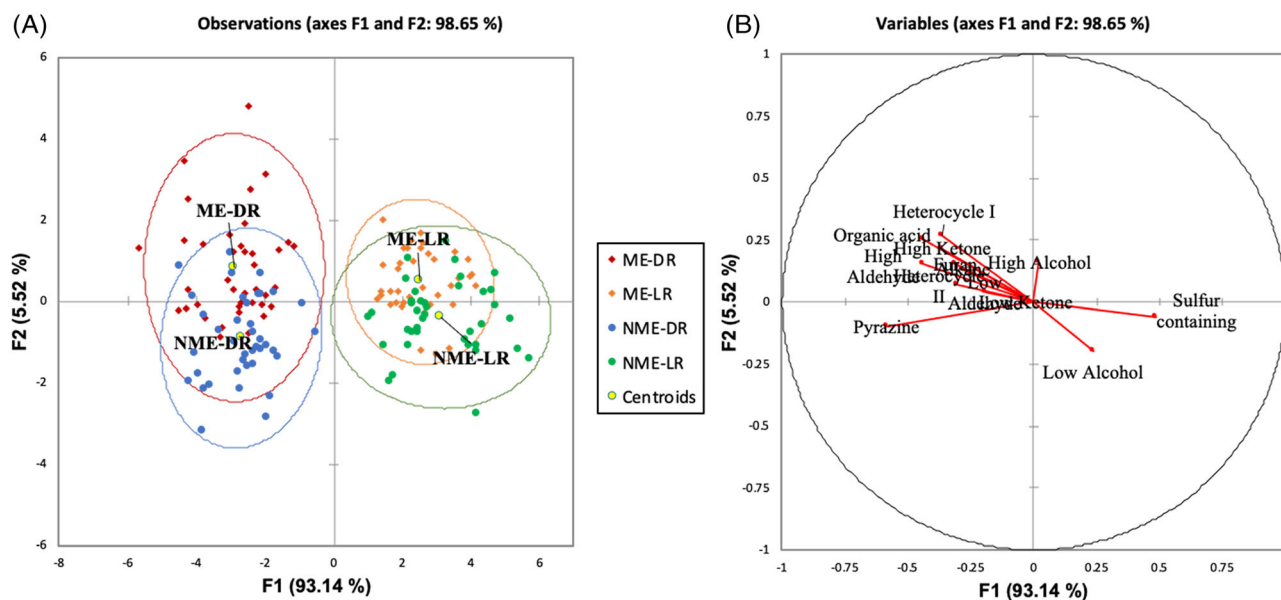 (A)
Observations (axes F1 and F2: 98.65 %)
6
4
2
0
-2
-4
-6
F2 (5.52 %)
ME-DR
NME-DR
ME-LR
NME-LR
-8
-6
-4
-2
0
2
4
6
F1 (93.14 %)
ME-DR
ME-LR
NME-DR
NME-LR
Centroids
(B)
Variables (axes F1 and F2: 98.65 %)
1
0.75
0.5
0.25
0
-0.25
-0.5
-0.75
-1
F2 (5.52 %)
Heterocycle I
Organic acid
High Ketone
High
Aldehyde
Furan
High Alcohol
Heterocycle
II
Low
Aldehyde
Low Ketone
Pyrazine
Sulfur
containing
Low Alcohol
-1
-0.75
-0.5
-0.25
0
0.25
0.5
0.75
F1 (93.14 %)